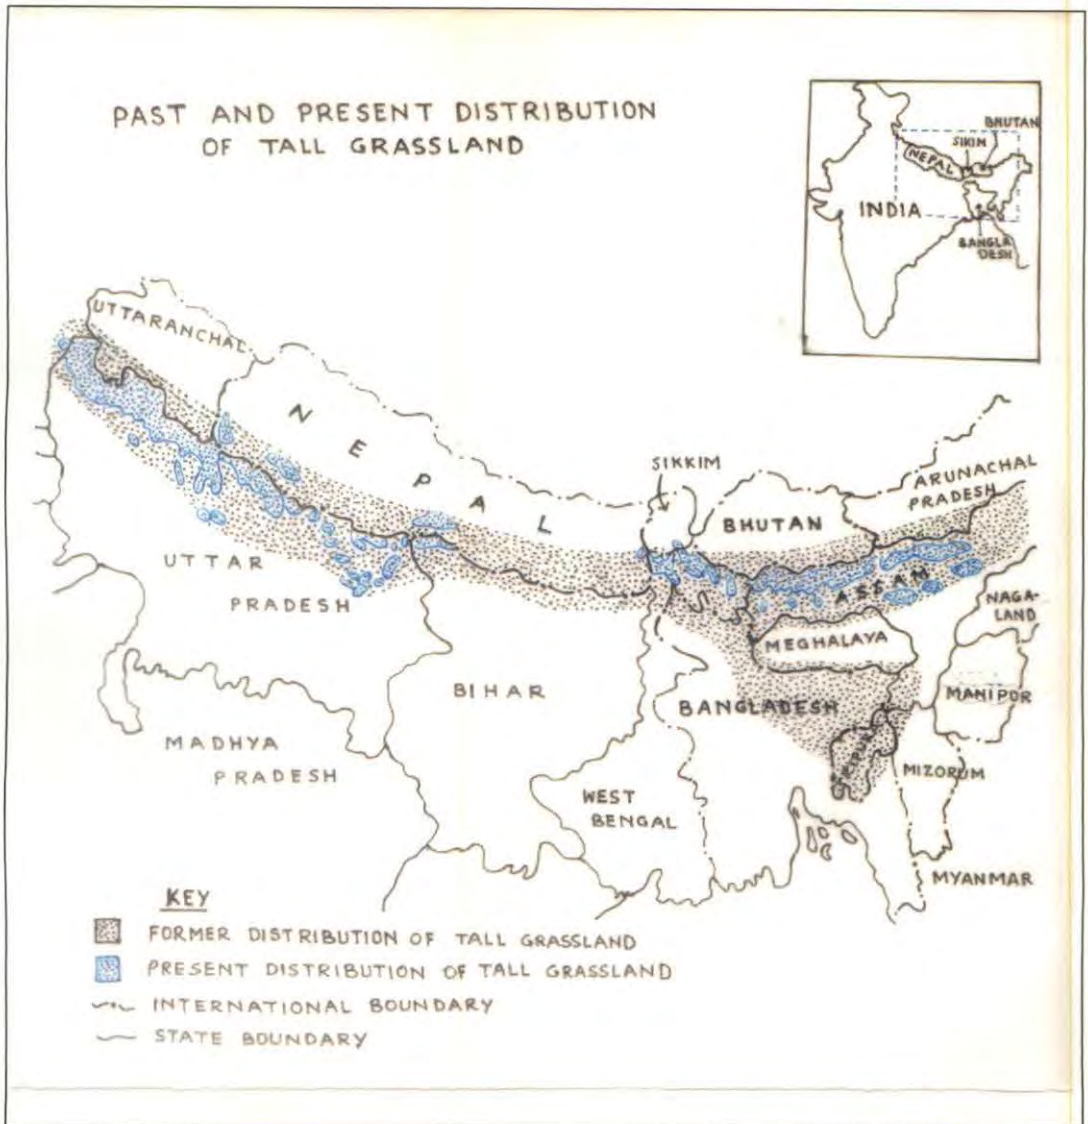 PAST AND PRESENT DISTRIBUTION
OF TALL GRASSLAND
BHUTAN
SIKIM
NEPAL
INDIA
BANGLA
DESH
UTTARANCHAL
NEPAL
SIKKIM
BHUTAN
ARUNACHAL
PRADESH
ASSAM
NAGA-
LAND
UTTAR
PRADESH
MEGHALAYA
BIHAR
BANGLADESH
MANIPOR
MADHYA
PRADESH
MIZORUM
WEST
BENGAL
MYANMAR
KEY
FORMER DISTRIBUTION OF TALL GRASSLAND
PRESENT DISTRIBUTION OF TALL GRASSLAND
INTERNATIONAL BOUNDARY
STATE BOUNDARY